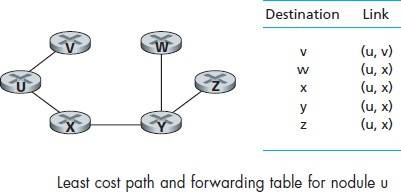 Destination Link
V W
U Z
X Y
v (u, v)
w (u, x)
x (u, x)
y (u, x)
z (u, x)
Least cost path and forwarding table for nodule u